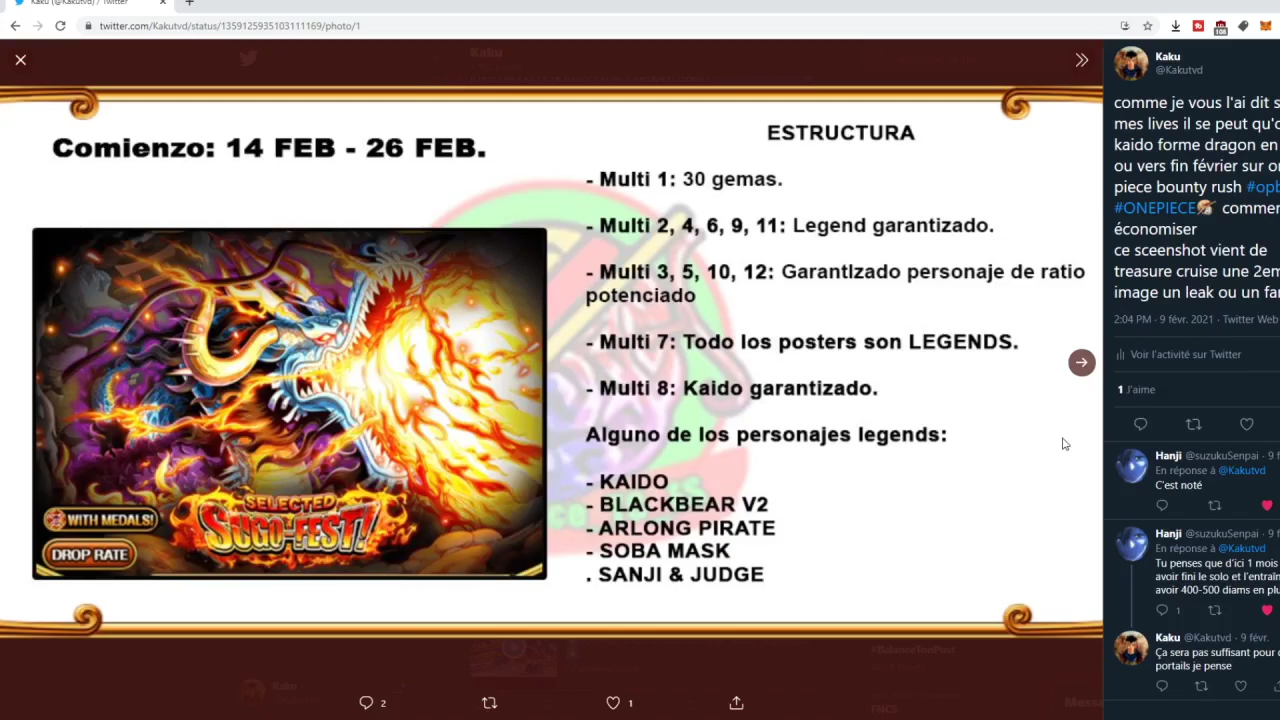 Kaku (@Kakutvd) / Twitter
twitter.com/Kakutvd/status/1359125935103111169/photo/1
108
Kaku
Comienzo: 14 FEB - 26 FEB.
WITH MEDALS!
DROP RATE
SELECTED
SUGO-FEST!
ESTRUCTURA
- Multi 1: 30 gemas.
- Multi 2, 4, 6, 9, 11: Legend garantizado.
- Multi 3, 5, 10, 12: Garantizado personaje de ratio
potenciado
- Multi 7: Todo los posters son LEGENDS.
- Multi 8: Kaido garantizado.
Alguno de los personajes legends:
- KAIDO
- BLACKBEAR V2
- ARLONG PIRATE
- SOBA MASK
. SANJI & JUDGE
2
1
Kaku
@Kakutvd
comme je vous l'ai dit s
mes lives il se peut qu'
kaido forme dragon en
ou vers fin février sur
piece bounty rush #opb
#ONEPIECE commen
économiser
ce sceenshot vient de
treasure cruise une 2em
image un leak ou un
2:04 PM · 9 févr. 2021 · Twitter Web
Voir l'activité sur Twitter
1 J'aime
Hanji @suzukuSenpai · 9 f
En réponse à @Kakutvd
C'est noté
Hanji @suzukuSenpai · 9 f
En réponse à @Kakutvd
Tu penses que d'ici 1 mois
avoir fini le solo et l'entraîn
avoir 400-500 diams en plu
1
Kaku @Kakutvd · 9 févr.
Ça sera pas suffisant pour
portails je pense